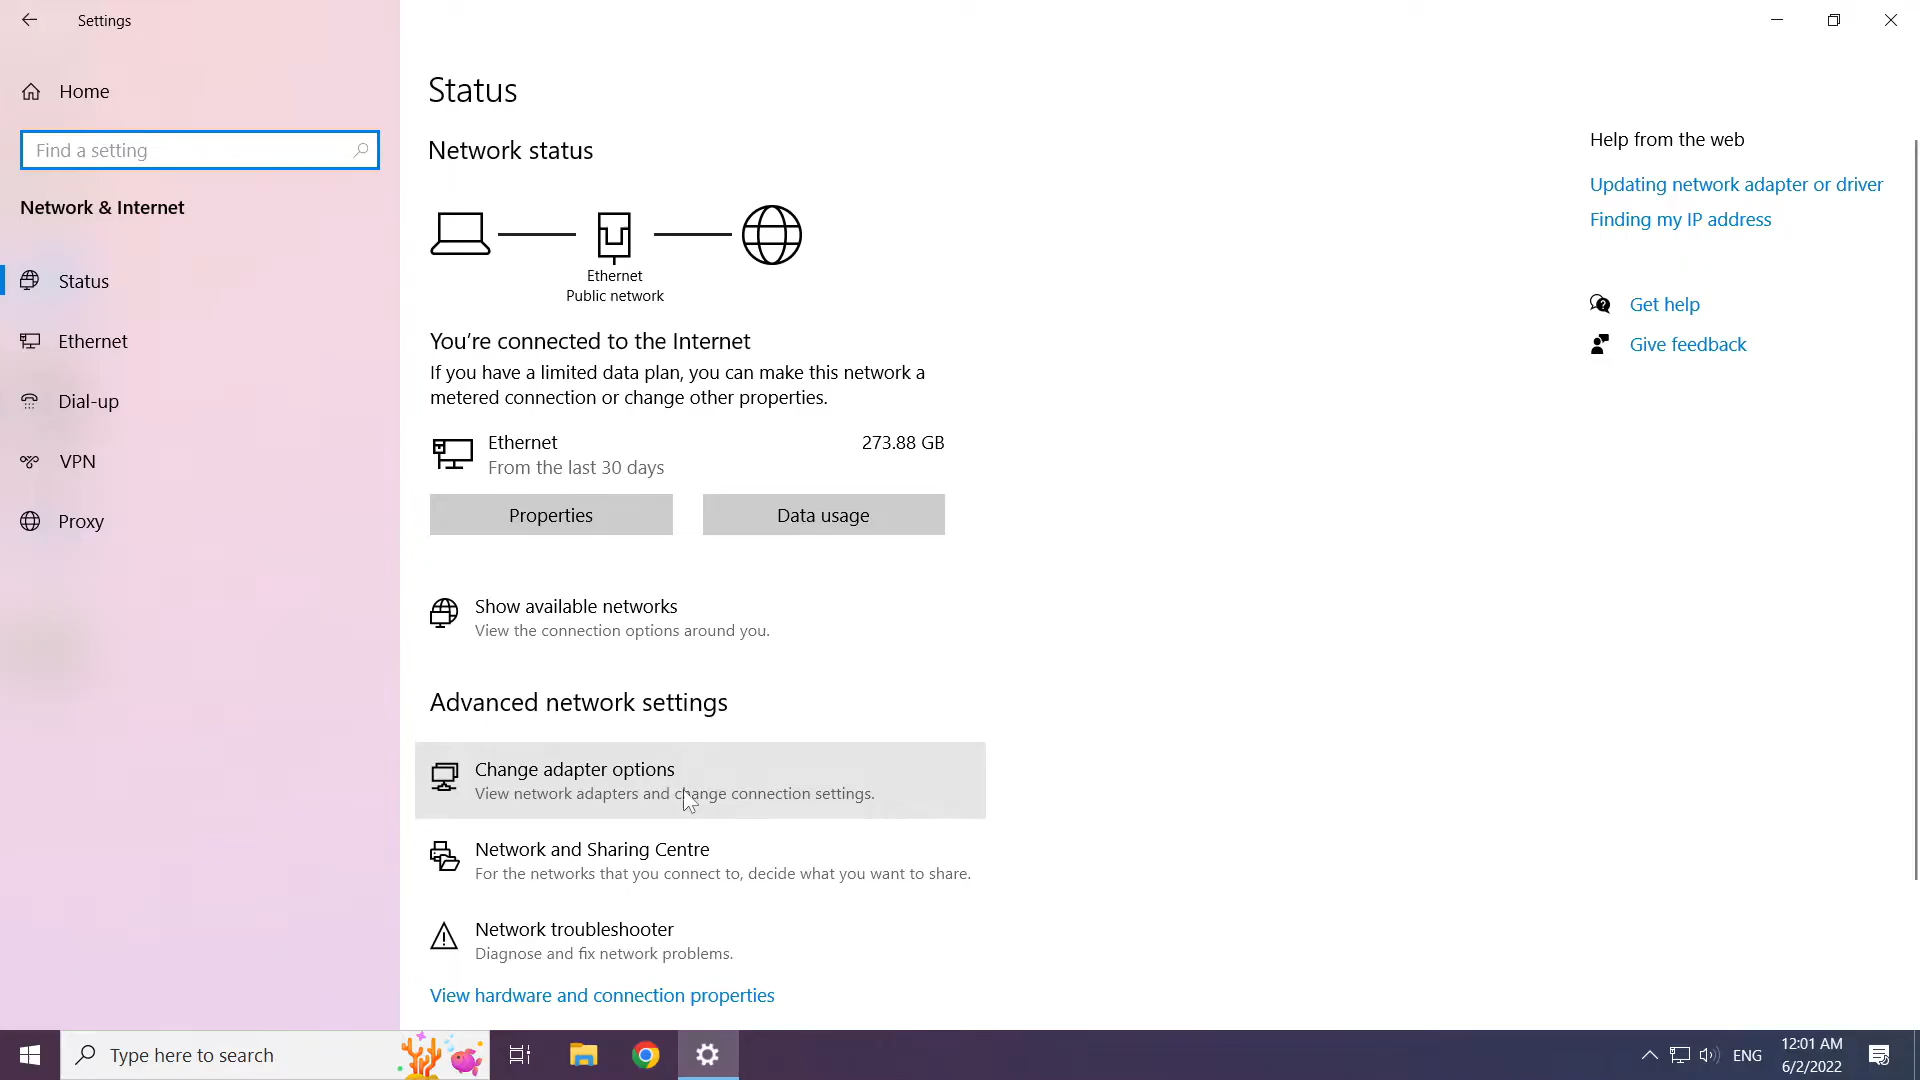 Settings
Home
Find a setting
Network & Internet
Status
Ethernet
Dial-up
VPN
Proxy
Status
Network status
Ethernet
Public network
You're connected to the Internet
If you have a limited data plan, you can make this network a
metered connection or change other properties.
Ethernet 273.88 GB
From the last 30 days
Properties Data usage
Show available networks
View the connection options around you.
Advanced network settings
Change adapter options
View network adapters and change connection settings.
Network and Sharing Centre
For the networks that you connect to, decide what you want to share.
Network troubleshooter
Diagnose and fix network problems.
View hardware and connection properties
Help from the web
Updating network adapter or driver
Finding my IP address
Get help
Give feedback
Type here to search
ENG
12:01 AM
6/2/2022